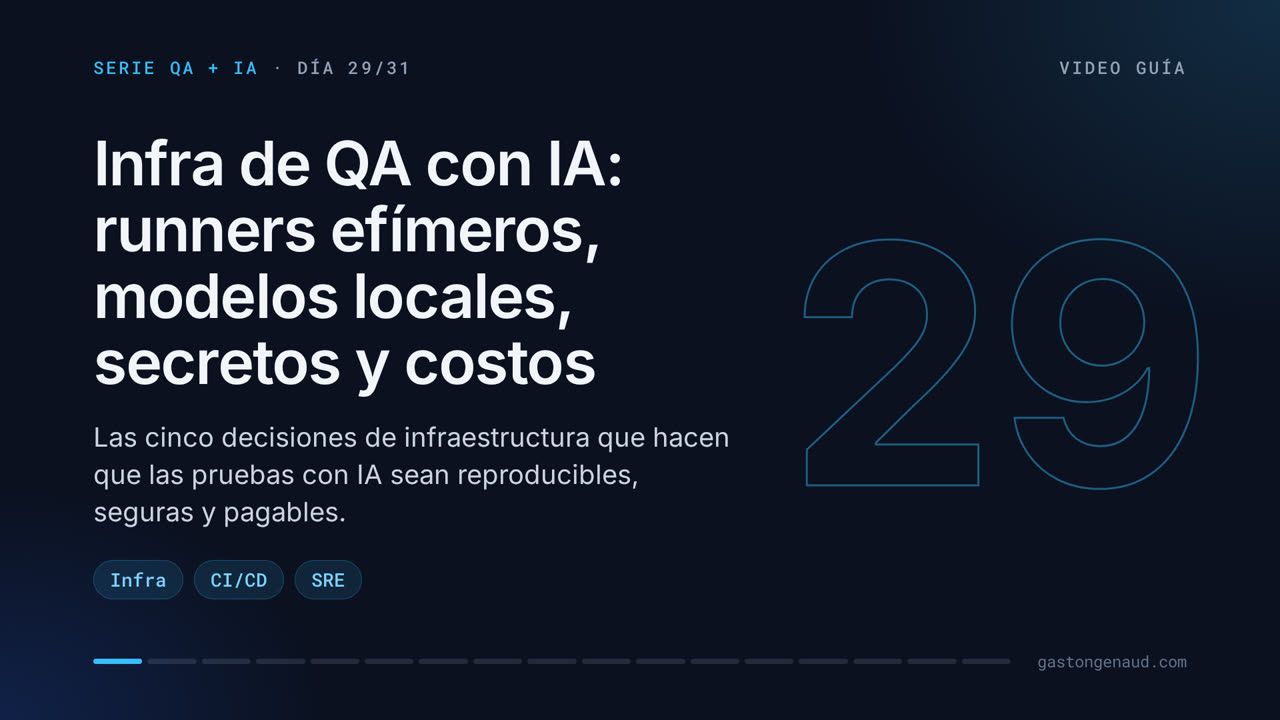 SERIE QA + IA · DÍA 29/31
VIDEO GUÍA
Infra de QA con IA:
runners efímeros,
modelos locales,
secretos y costos
29
Las cinco decisiones de infraestructura que hacen
que las pruebas con IA sean reproducibles,
seguras y pagables.
Infra
CI/CD
SRE
gastongenaud.com